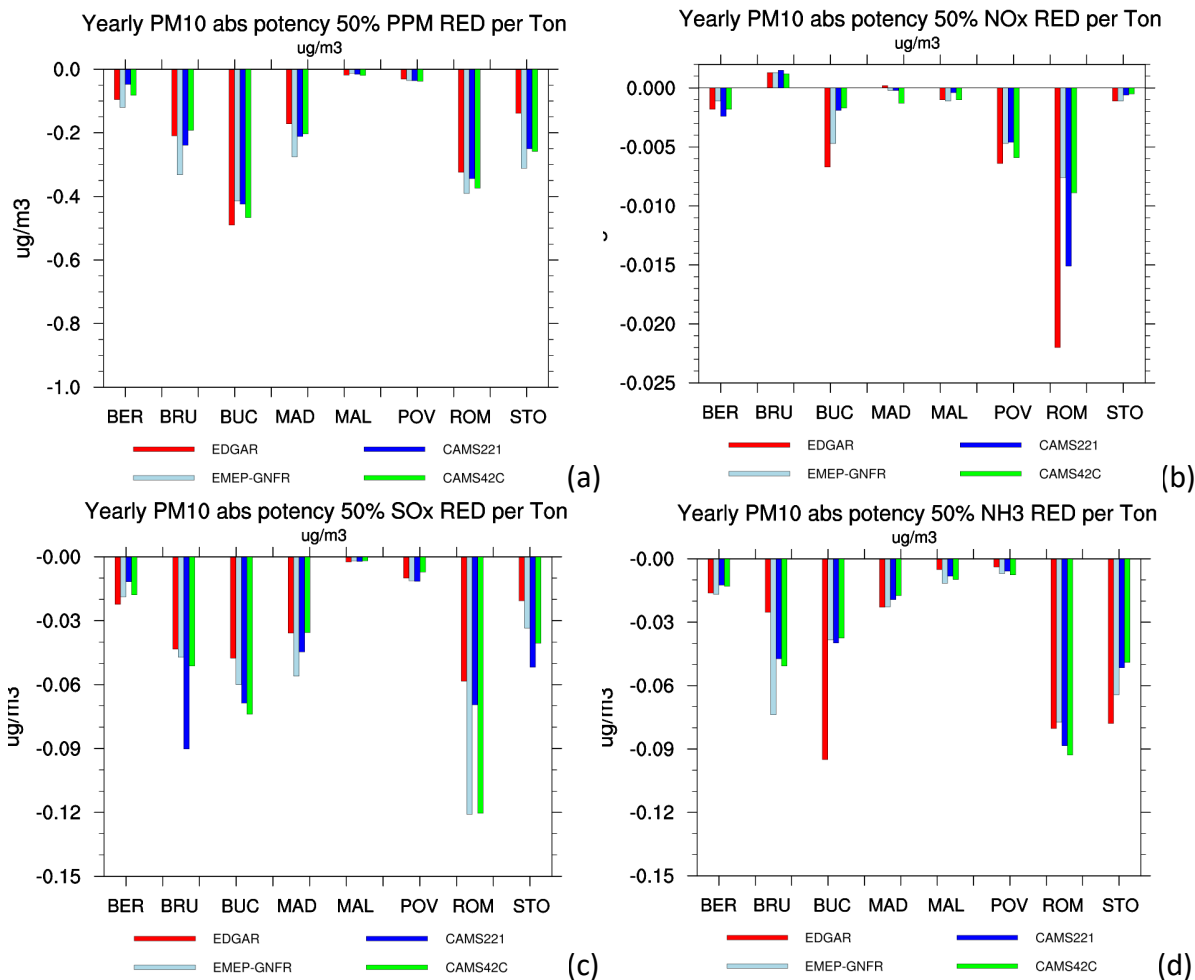 Yearly PM10 abs potency 50% PPM RED per Ton
ug/m3
0.0
-0.2
-0.4
-0.6
-0.8
-1.0
ug/m3
BER BRU BUC MAD MAL POV ROM STO
EDGAR CAMS221
EMEP-GNFR CAMS42C
(a)
Yearly PM10 abs potency 50% NOx RED per Ton
ug/m3
0.000
-0.005
-0.010
-0.015
-0.020
-0.025
BER BRU BUC MAD MAL POV ROM STO
EDGAR CAMS221
EMEP-GNFR CAMS42C
(b)
Yearly PM10 abs potency 50% SOx RED per Ton
ug/m3
-0.00
-0.03
-0.06
-0.09
-0.12
-0.15
ug/m3
BER BRU BUC MAD MAL POV ROM STO
EDGAR CAMS221
EMEP-GNFR CAMS42C
(c)
Yearly PM10 abs potency 50% NH3 RED per Ton
ug/m3
-0.00
-0.03
-0.06
-0.09
-0.12
-0.15
ug/m3
BER BRU BUC MAD MAL POV ROM STO
EDGAR CAMS221
EMEP-GNFR CAMS42C
(d)